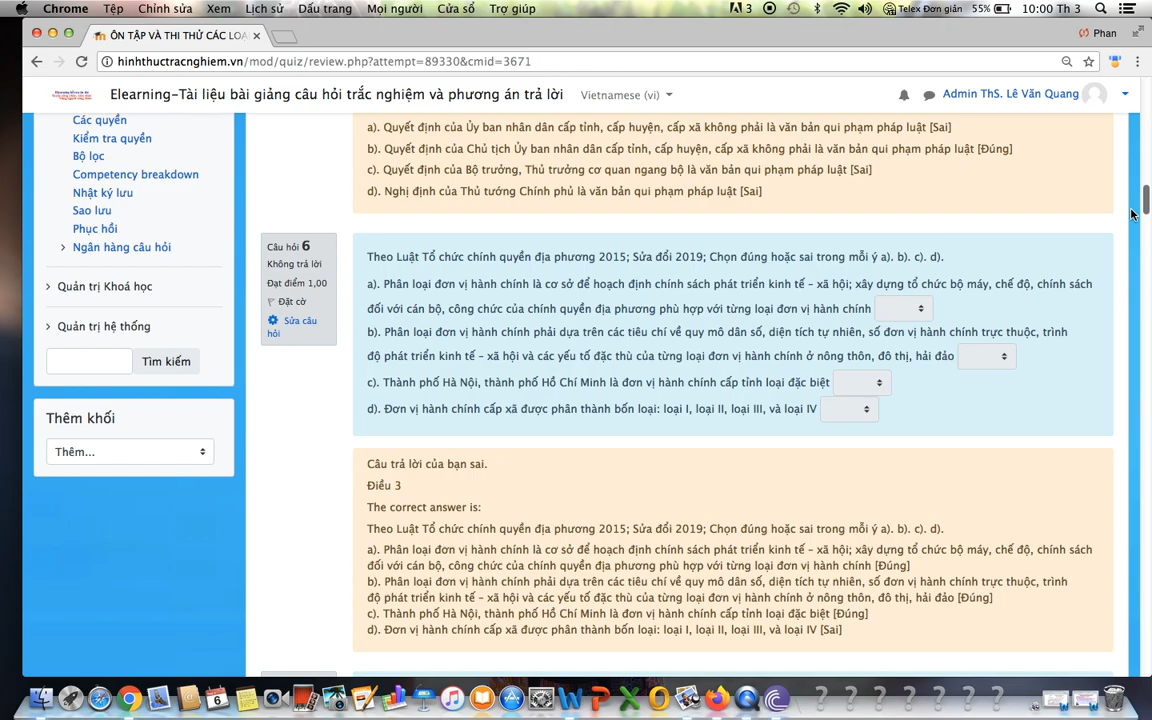 Chrome Tệp Chỉnh sửa Xem Lịch sử Dấu trang Mọi người Cửa sổ Trợ giúp 3 Telex Đơn giản 55% 10:00 Th 3
ÔN TẬP VÀ THI THỬ CÁC LOẠ Phan
hinhthuctracnghiem.vn/mod/quiz/review.php?attempt=89330&cmid=3671
Elearning-Tài liệu bài giảng câu hỏi trắc nghiệm và phương án trả lời Vietnamese (vi) Admin ThS. Lê Văn Quang
Các quyền
Kiểm tra quyền
Bộ lọc
Competency breakdown
Nhật ký lưu
Sao lưu
Phục hồi
Ngân hàng câu hỏi
Quản trị Khoá học
Quản trị hệ thống
Tìm kiếm
Thêm khối
Thêm...
a). Quyết định của Ủy ban nhân dân cấp tỉnh, cấp huyện, cấp xã không phải là văn bản qui phạm pháp luật [Sai]
b). Quyết định của Chủ tịch Ủy ban nhân dân cấp tỉnh, cấp huyện, cấp xã không phải là văn bản qui phạm pháp luật [Đúng]
c). Quyết định của Bộ trưởng, Thủ trưởng cơ quan ngang bộ là văn bản qui phạm pháp luật [Sai]
d). Nghị định của Thủ tướng Chính phủ là văn bản qui phạm pháp luật [Sai]
Câu hỏi 6
Không trả lời
Đạt điểm 1,00
Đặt cờ
Sửa câu
hỏi
Theo Luật Tổ chức chính quyền địa phương 2015; Sửa đổi 2019; Chọn đúng hoặc sai trong mỗi ý a). b). c). d).
a). Phân loại đơn vị hành chính là cơ sở để hoạch định chính sách phát triển kinh tế - xã hội; xây dựng tổ chức bộ máy, chế độ, chính sách
đối với cán bộ, công chức của chính quyền địa phương phù hợp với từng loại đơn vị hành chính
b). Phân loại đơn vị hành chính phải dựa trên các tiêu chí về quy mô dân số, diện tích tự nhiên, số đơn vị hành chính trực thuộc, trình
độ phát triển kinh tế - xã hội và các yếu tố đặc thù của từng loại đơn vị hành chính ở nông thôn, đô thị, hải đảo
c). Thành phố Hà Nội, thành phố Hồ Chí Minh là đơn vị hành chính cấp tỉnh loại đặc biệt
d). Đơn vị hành chính cấp xã được phân thành bốn loại: loại I, loại II, loại III, và loại IV
Câu trả lời của bạn sai.
Điều 3
The correct answer is:
Theo Luật Tổ chức chính quyền địa phương 2015; Sửa đổi 2019; Chọn đúng hoặc sai trong mỗi ý a). b). c). d).
a). Phân loại đơn vị hành chính là cơ sở để hoạch định chính sách phát triển kinh tế - xã hội; xây dựng tổ chức bộ máy, chế độ, chính sách
đối với cán bộ, công chức của chính quyền địa phương phù hợp với từng loại đơn vị hành chính [Đúng]
b). Phân loại đơn vị hành chính phải dựa trên các tiêu chí về quy mô dân số, diện tích tự nhiên, số đơn vị hành chính trực thuộc, trình
độ phát triển kinh tế - xã hội và các yếu tố đặc thù của từng loại đơn vị hành chính ở nông thôn, đô thị, hải đảo [Đúng]
c). Thành phố Hà Nội, thành phố Hồ Chí Minh là đơn vị hành chính cấp tỉnh loại đặc biệt [Đúng]
d). Đơn vị hành chính cấp xã được phân thành bốn loại: loại I, loại II, loại III, và loại IV [Sai]